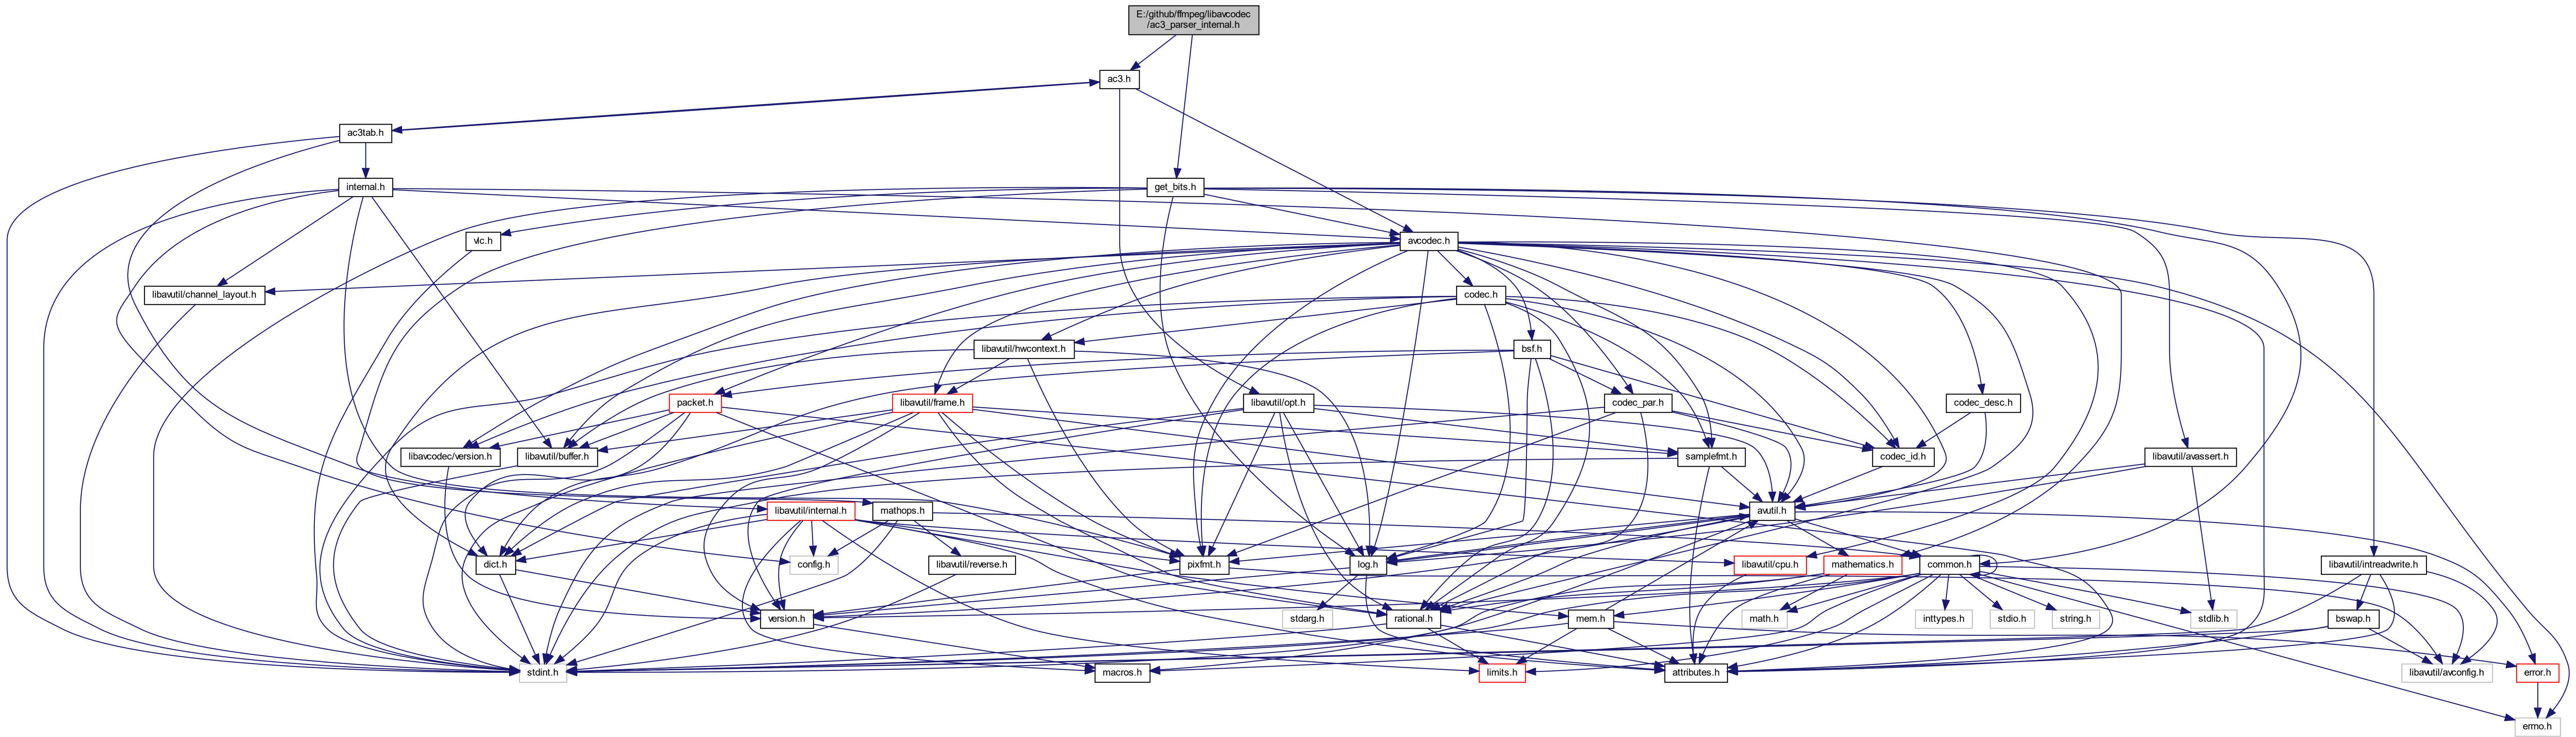 E:/github/ffmpeg/libavcodec
/ac3_parser_internal.h
ac3.h
ac3tab.h
internal.h
get_bits.h
vlc.h
avcodec.h
libavutil/channel_layout.h
codec.h
libavutil/hwcontext.h
bsf.h
packet.h
libavutil/frame.h
libavutil/opt.h
codec_par.h
codec_desc.h
libavcodec/version.h
libavutil/buffer.h
samplefmt.h
codec_id.h
libavutil/avassert.h
libavutil/internal.h
mathops.h
avutil.h
dict.h
config.h
libavutil/reverse.h
pixfmt.h
log.h
libavutil/cpu.h
mathematics.h
common.h
libavutil/intreadwrite.h
version.h
stdarg.h
rational.h
mem.h
math.h
inttypes.h
stdio.h
string.h
stdlib.h
bswap.h
stdint.h
macros.h
limits.h
attributes.h
libavutil/avconfig.h
error.h
errno.h